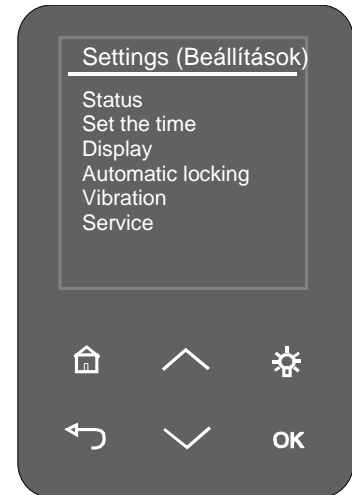 Settings (Beállítások)
Status
Set the time
Display
Automatic locking
Vibration
Service
OK